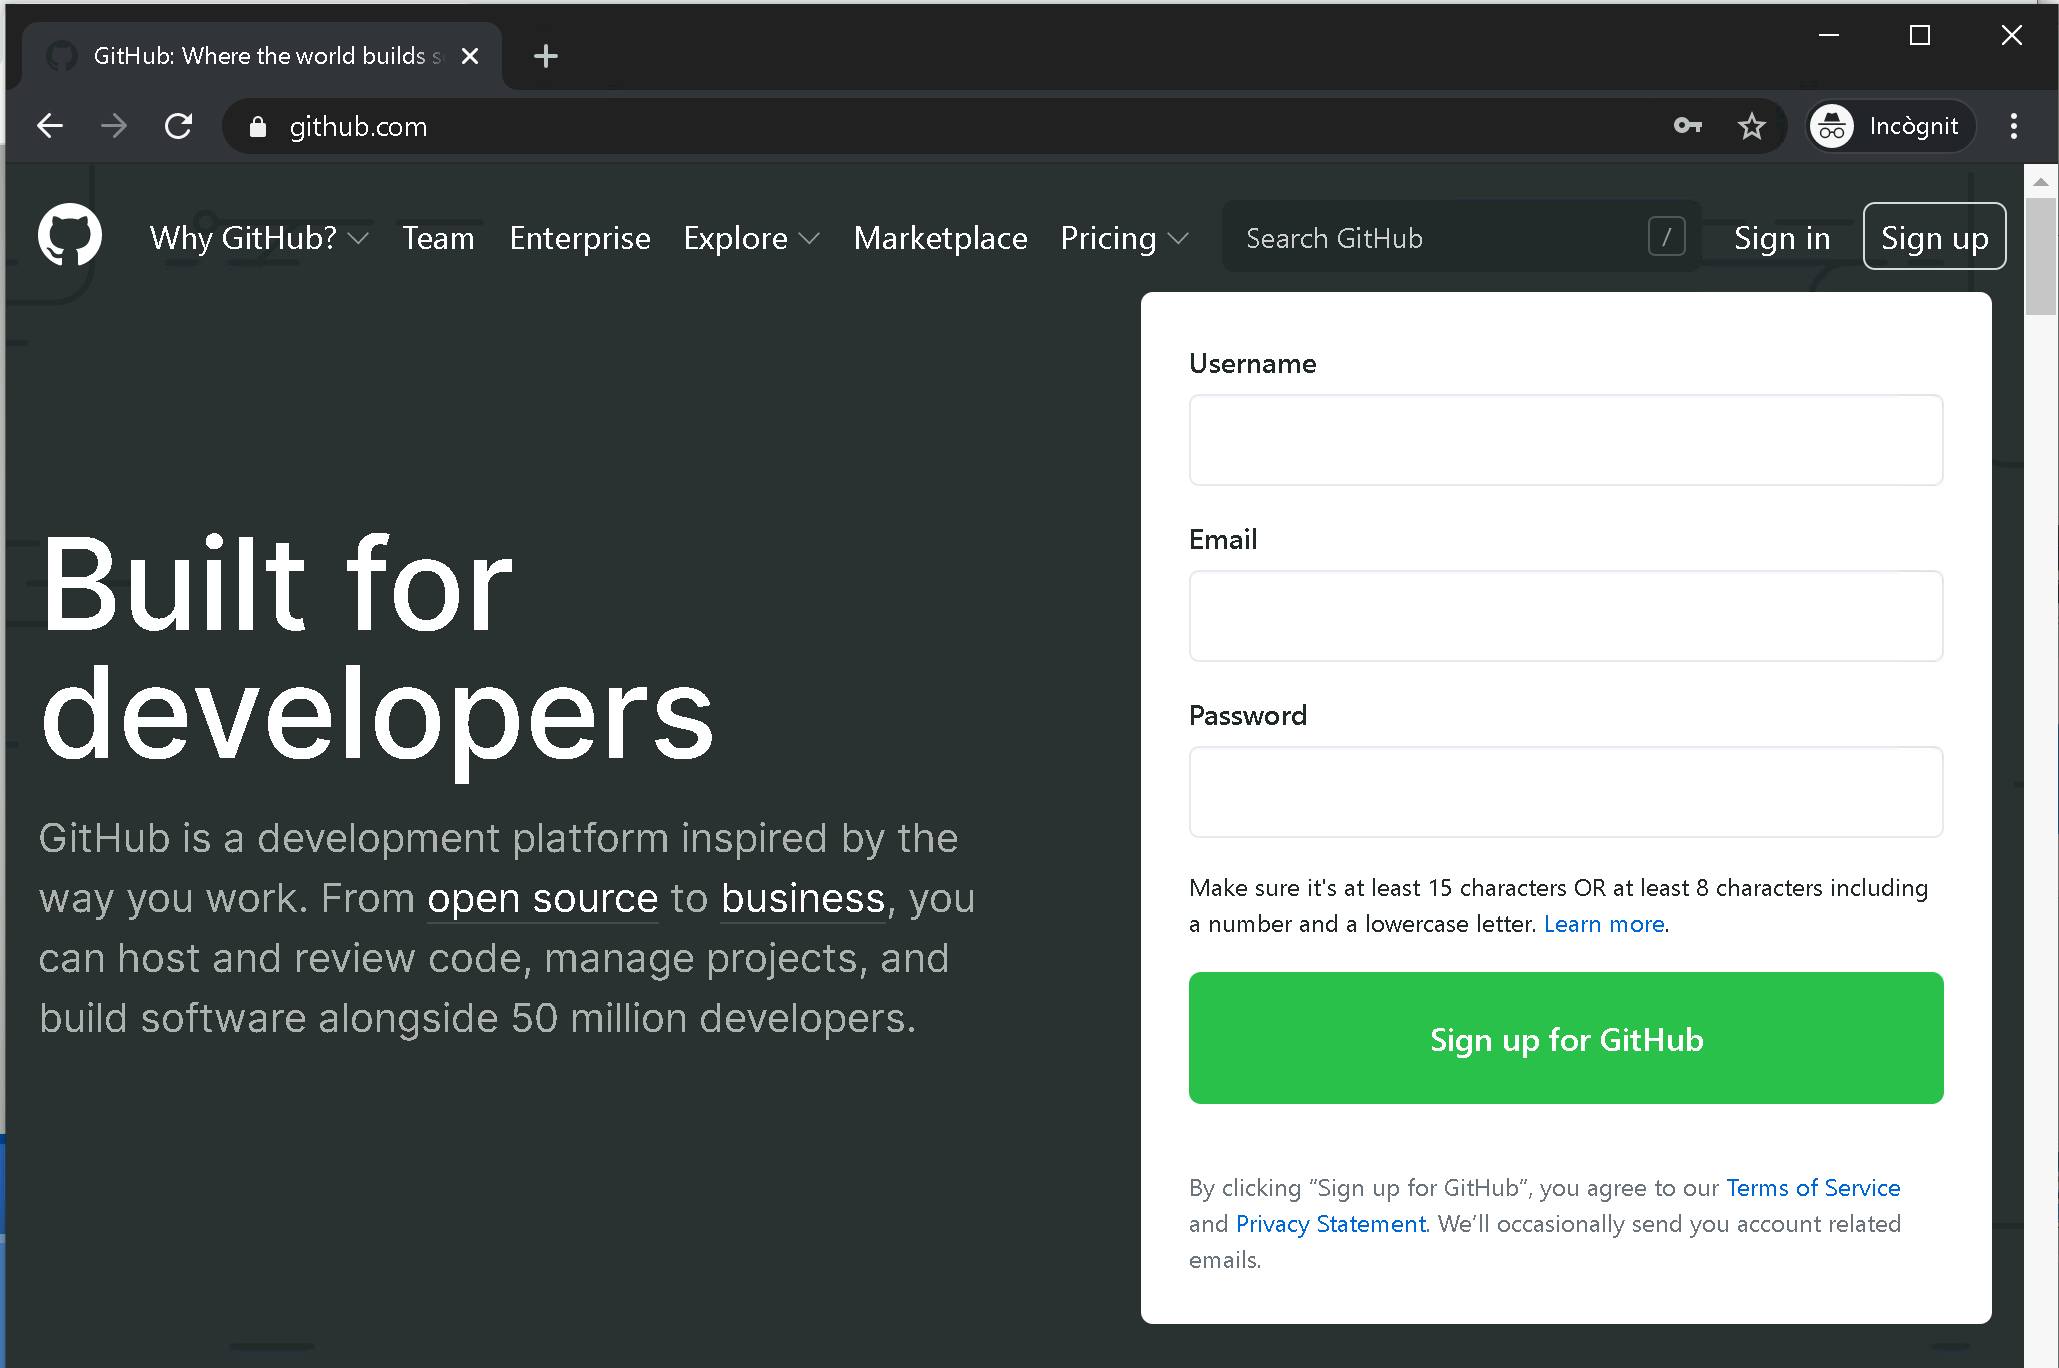 GitHub: Where the world builds
github.com
Incògnit
Why GitHub? Team Enterprise Explore Marketplace Pricing Search GitHub / Sign in Sign up
Username
Email
Password
Make sure it's at least 15 characters OR at least 8 characters including
a number and a lowercase letter. Learn more.
Sign up for GitHub
By clicking “Sign up for GitHub”, you agree to our Terms of Service
and Privacy Statement. We’ll occasionally send you account related
emails.
Built for
developers
GitHub is a development platform inspired by the
way you work. From open source to business, you
can host and review code, manage projects, and
build software alongside 50 million developers.